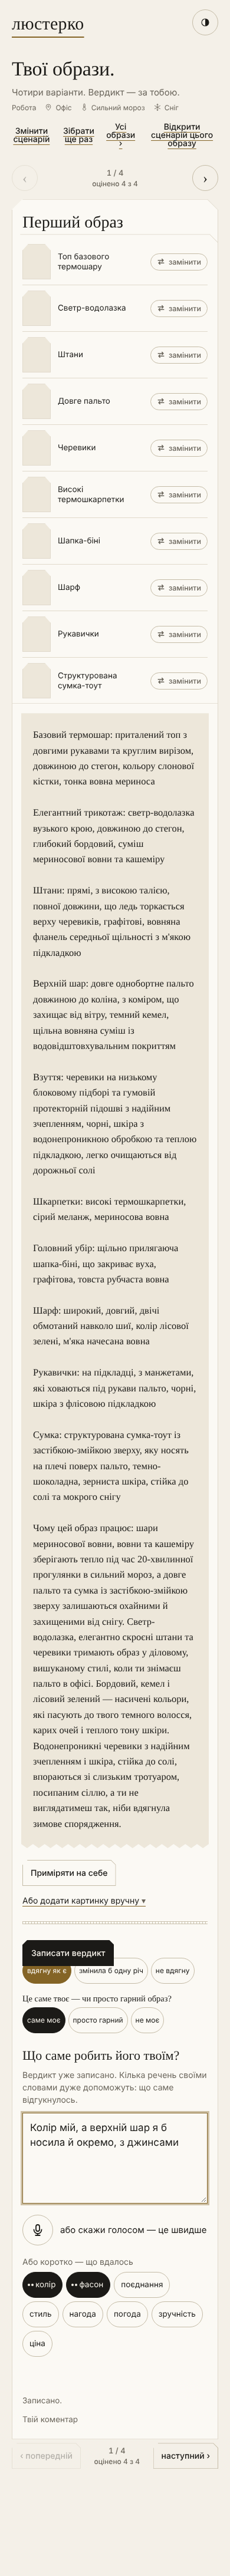 люстерко
Твої образи.
Чотири варіанти. Вердикт — за тобою.
Робота Офіс Сильний мороз Сніг
Змінити сценарій
Зібрати ще раз
Усі образи ›
Відкрити сценарій цього образу
‹
1 / 4
оцінено 4 з 4
›
Перший образ
Топ базового термошару
замінити
Светр-водолазка
замінити
Штани
замінити
Довге пальто
замінити
Черевики
замінити
Високі термошкарпетки
замінити
Шапка-біні
замінити
Шарф
замінити
Рукавички
замінити
Структурована сумка-тоут
замінити
Базовий термошар: приталений топ з
довгими рукавами та круглим вирізом,
довжиною до стегон, кольору слонової
кістки, тонка вовна мериноса
Елегантний трикотаж: светр-водолазка
вузького крою, довжиною до стегон,
глибокий бордовий, суміш
мериносової вовни та кашеміру
Штани: прямі, з високою талією,
повної довжини, що ледь торкається
верху черевиків, графітові, вовняна
фланель середньої щільності з м'якою
підкладкою
Верхній шар: довге однобортне пальто
довжиною до коліна, з коміром, що
захищає від вітру, темний кемел,
щільна вовняна суміш із
водовідштовхувальним покриттям
Взуття: черевики на низькому
блоковому підборі та гумовій
протекторній підошві з надійним
зчепленням, чорні, шкіра з
водонепроникною обробкою та теплою
підкладкою, легко очищаються від
дорожньої солі
Шкарпетки: високі термошкарпетки,
сірий меланж, мериносова вовна
Головний убір: щільно прилягаюча
шапка-біні, що закриває вуха,
графітова, товста рубчаста вовна
Шарф: широкий, довгий, двічі
обмотаний навколо шиї, колір лісової
зелені, м'яка начесана вовна
Рукавички: на підкладці, з манжетами,
які ховаються під рукави пальто, чорні,
шкіра з флісовою підкладкою
Сумка: структурована сумка-тоут із
застібкою-змійкою зверху, яку носять
на плечі поверх пальто, темно-
шоколадна, зерниста шкіра, стійка до
солі та мокрого снігу
Чому цей образ працює: шари
мериносової вовни, вовни та кашеміру
зберігають тепло під час 20-хвилинної
прогулянки в сильний мороз, а довге
пальто та сумка із застібкою-змійкою
зверху залишаються охайними й
захищеними від снігу. Светр-
водолазка, елегантно скроєні штани та
черевики тримають образ у діловому,
вишуканому стилі, коли ти знімаєш
пальто в офісі. Бордовий, кемел і
лісовий зелений — насичені кольори,
які пасують до твого темного волосся,
карих очей і теплого тону шкіри.
Водонепроникні черевики з надійним
зчепленням і шкіра, стійка до солі,
впораються зі слизьким тротуаром,
посипаним сіллю, а ти не
виглядатимеш так, ніби вдягнула
зимове спорядження.
Приміряти на себе
Або додати картинку вручну ▾
Записати вердикт
вдягну як є
змінила б одну річ
не вдягну
Це саме твоє — чи просто гарний образ?
саме моє
просто гарний
не моє
Що саме робить його твоїм?
Вердикт уже записано. Кілька речень своїми
словами дуже допоможуть: що саме
відгукнулось.
Колір мій, а верхній шар я б
носила й окремо, з джинсами
або скажи голосом — це швидше
Або коротко — що вдалось
•• колір
•• фасон
поєднання
стиль
нагода
погода
зручність
ціна
Записано.
Твій коментар
‹ попередній
1 / 4
оцінено 4 з 4
наступний ›